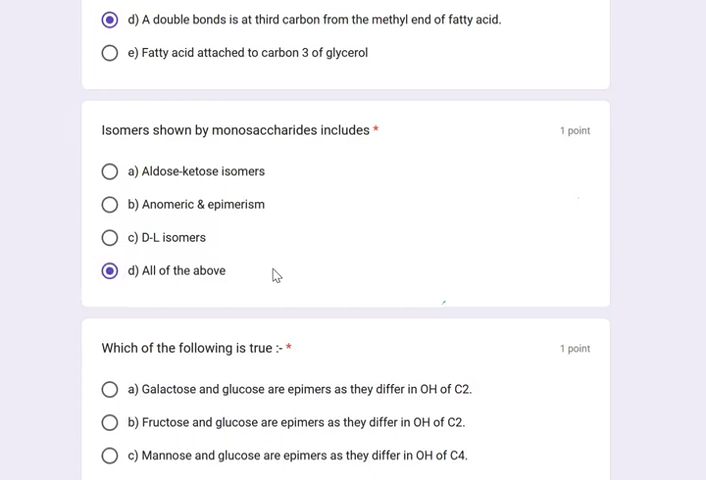 d) A double bonds is at third carbon from the methyl end of fatty acid.
e) Fatty acid attached to carbon 3 of glycerol
Isomers shown by monosaccharides includes * 1 point
a) Aldose-ketose isomers
b) Anomeric & epimerism
c) D-L isomers
d) All of the above
Which of the following is true :- * 1 point
a) Galactose and glucose are epimers as they differ in OH of C2.
b) Fructose and glucose are epimers as they differ in OH of C2.
c) Mannose and glucose are epimers as they differ in OH of C4.